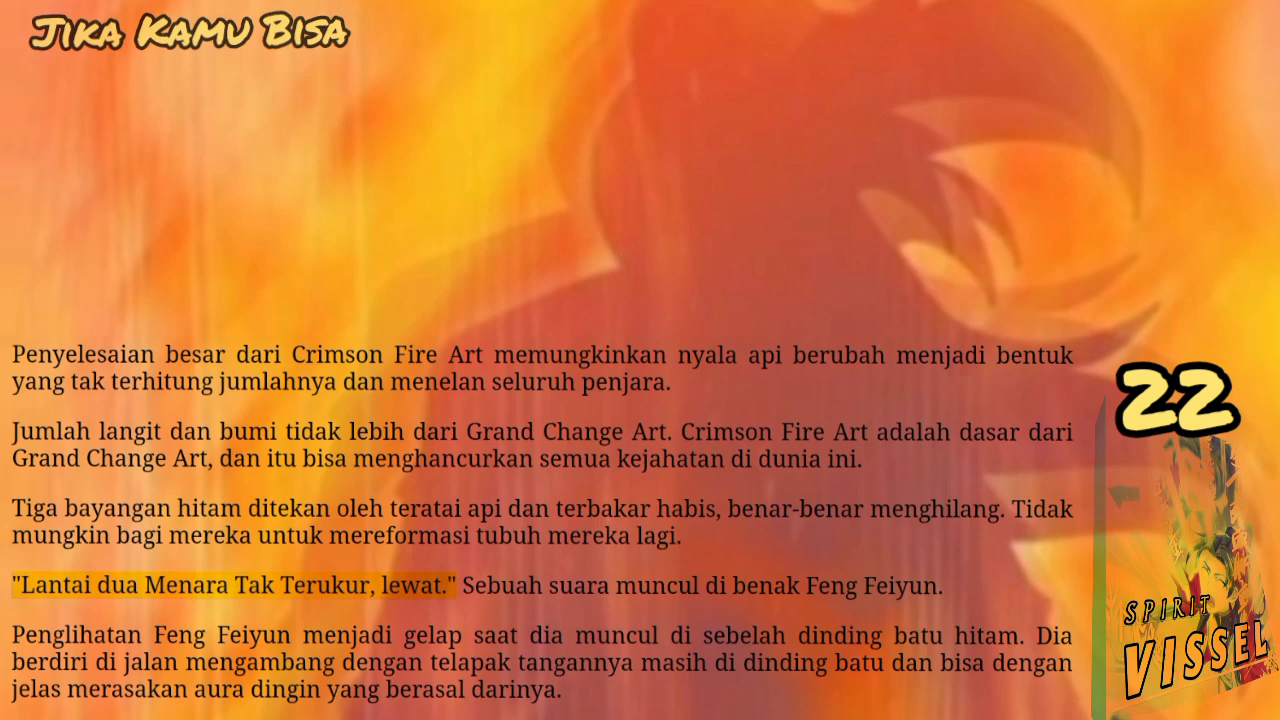 Jika Kamu Bisa
Penyelesaian besar dari Crimson Fire Art memungkinkan nyala api berubah menjadi bentuk
yang tak terhitung jumlahnya dan menelan seluruh penjara.
Jumlah langit dan bumi tidak lebih dari Grand Change Art. Crimson Fire Art adalah dasar dari
Grand Change Art, dan itu bisa menghancurkan semua kejahatan di dunia ini.
Tiga bayangan hitam ditekan oleh teratai api dan terbakar habis, benar-benar menghilang. Tidak
mungkin bagi mereka untuk mereformasi tubuh mereka lagi.
"Lantai dua Menara Tak Terukur, lewat." Sebuah suara muncul di benak Feng Feiyun.
Penglihatan Feng Feiyun menjadi gelap saat dia muncul di sebelah dinding batu hitam. Dia
berdiri di jalan mengambang dengan telapak tangannya masih di dinding batu dan bisa dengan
jelas merasakan aura dingin yang berasal darinya.
22
SPIRIT
VISSEL